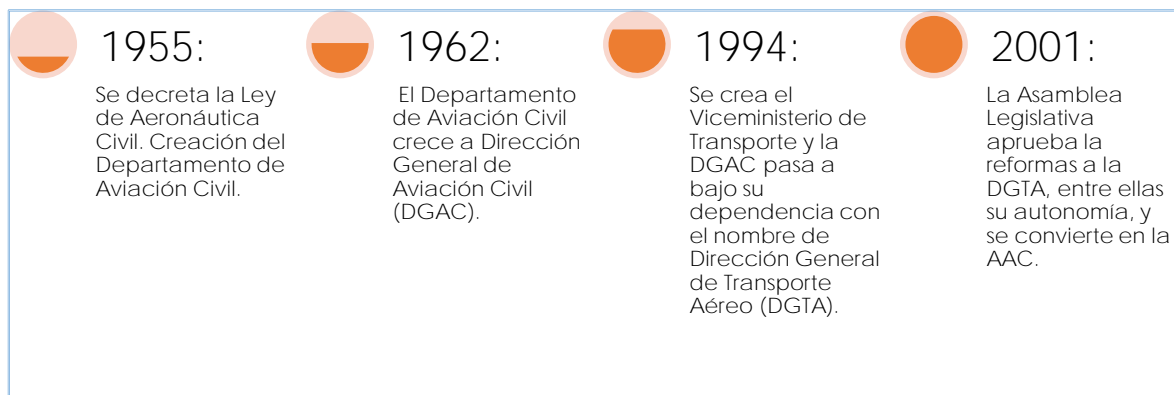 1955:
Se decreta la Ley
de Aeronáutica
Civil. Creación del
Departamento de
Aviación Civil.
1962:
El Departamento
de Aviación Civil
crece a Dirección
General de
Aviación Civil
(DGAC).
1994:
Se crea el
Viceministerio de
Transporte y la
DGAC pasa a
bajo su
dependencia con
el nombre de
Dirección General
de Transporte
Aéreo (DGTA).
2001:
La Asamblea
Legislativa
aprueba la
reformas a la
DGTA, entre ellas
su autonomía, y
se convierte en la
AAC.